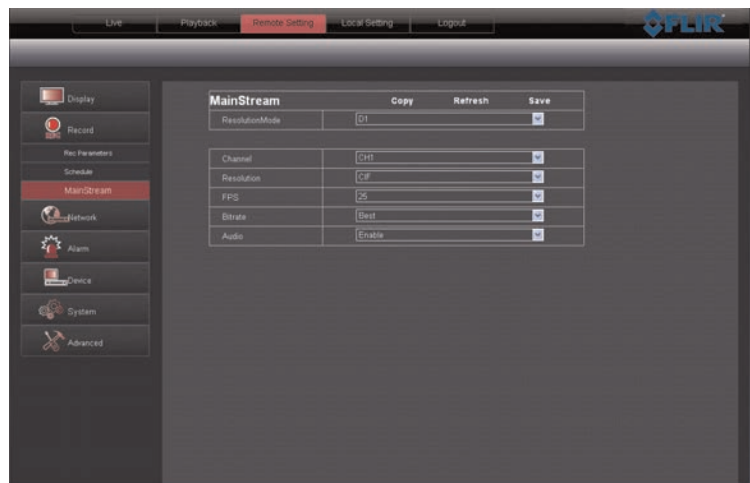 Live Playback Remote Setting Local Setting Logout
FLIR
Display
Record
Rec Parameters
Schedule
MainStream
Network
Alarm
Device
System
Advanced
MainStream Copy Refresh Save
ResolutionMode D1
Channel CH1
Resolution CIF
FPS 25
Bitrate Best
Audio Enable